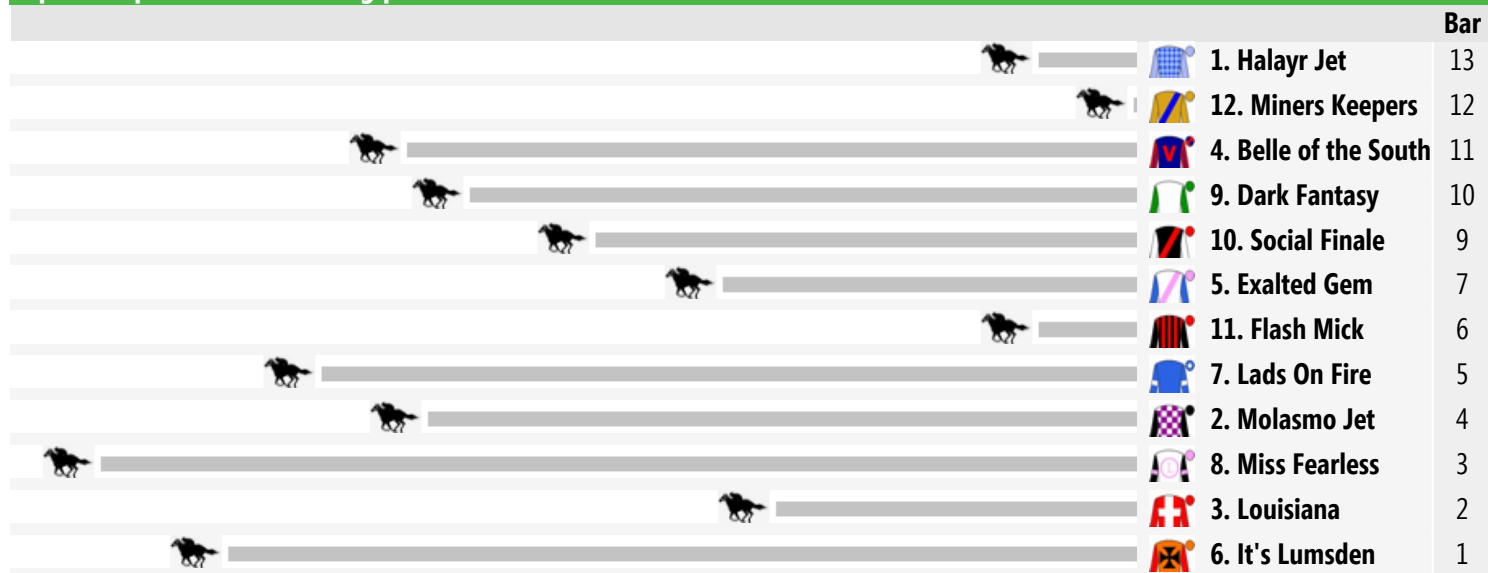 Bar
1. Halayr Jet 13
12. Miners Keepers 12
4. Belle of the South 11
9. Dark Fantasy 10
10. Social Finale 9
5. Exalted Gem 7
11. Flash Mick 6
7. Lads On Fire 5
2. Molasmo Jet 4
8. Miss Fearless 3
3. Louisiana 2
6. It's Lumsden 1